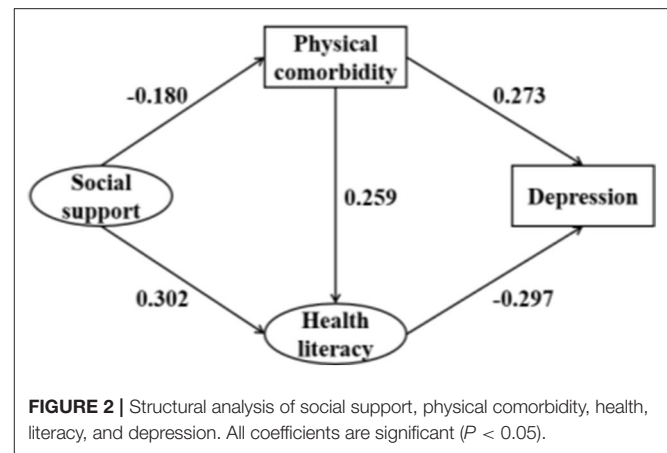 Physical
comorbidity
-0.180
0.273
Social
support
0.259
Depression
0.302
-0.297
Health
literacy
FIGURE 2 | Structural analysis of social support, physical comorbidity, health,
literacy, and depression. All coefficients are significant (P < 0.05).